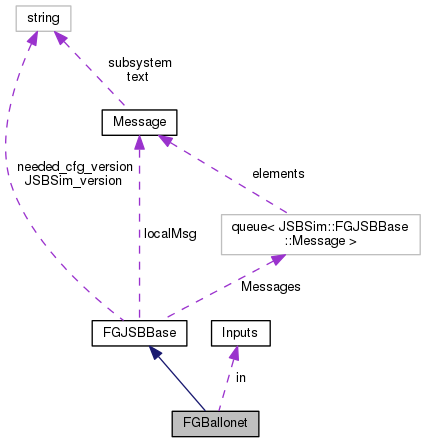 string
subsystem
text
Message
needed_cfg_version
JSBSim_version
elements
queue< JSBSim::FGJSBBase
::Message >
localMsg
Messages
FGJSBBase
Inputs
in
FGBallonet